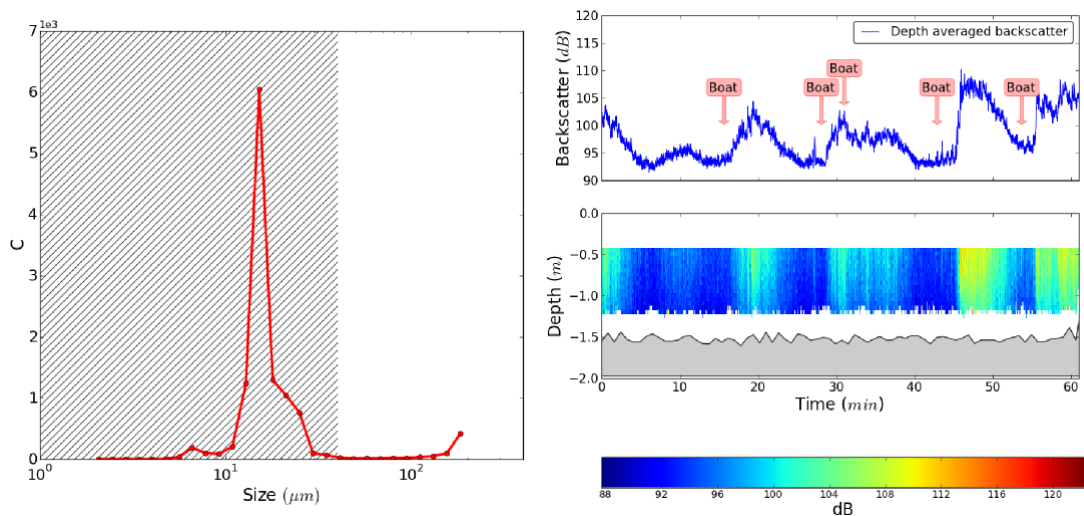 7 1e3
6
5
4
3
2
1
0
C
10^0 10^1 10^2
Size (μm)
120
115
110
105
100
95
90
Backscatter (dB)
Depth averaged backscatter
Boat
Boat
Boat
Boat
Boat
0.0
−0.5
−1.0
−1.5
−2.0
Depth (m)
0 10 20 30 40 50 60
Time (min)
88 92 96 100 104 108 112 116 120
dB